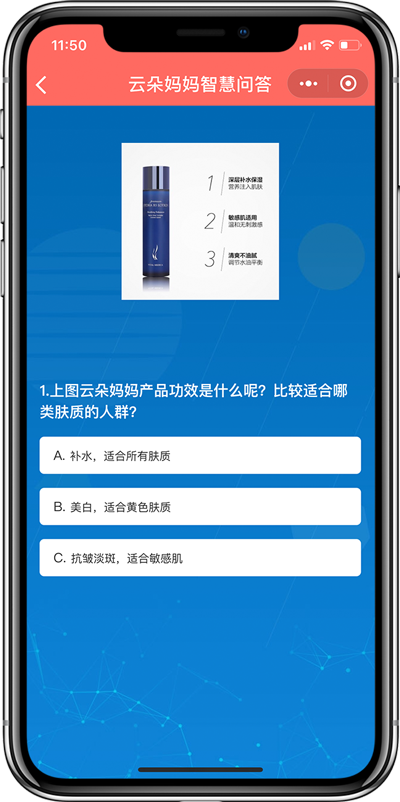 11:50
云朵妈妈智慧问答
1
深层补水保湿
营养注入肌肤
2
敏感肌适用
温和无刺激感
3
清爽不油腻
调节水油平衡
1.上图云朵妈妈产品功效是什么呢？比较适合哪
类肤质的人群？
A. 补水，适合所有肤质
B. 美白，适合黄色肤质
C. 抗皱淡斑，适合敏感肌